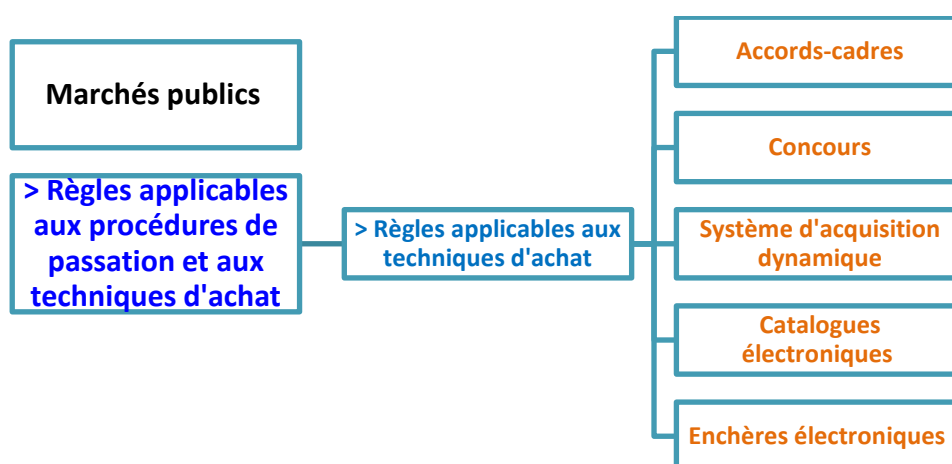 Marchés publics
> Règles applicables
aux procédures de
passation et aux
techniques d'achat
> Règles applicables aux
techniques d'achat
Accords-cadres
Concours
Système d'acquisition
dynamique
Catalogues
électroniques
Enchères électroniques